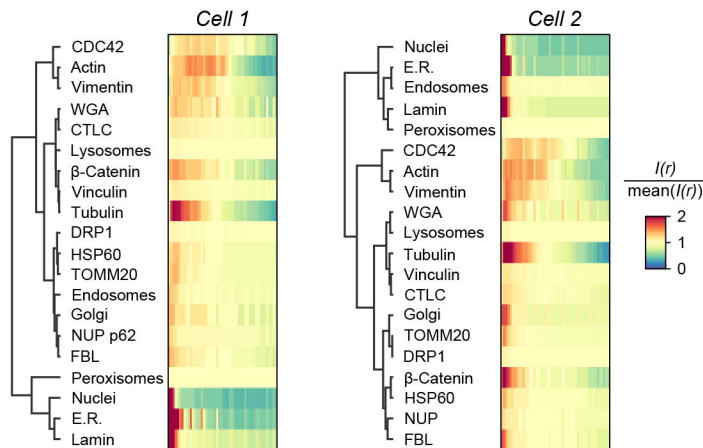 Cell 1
CDC42
Actin
Vimentin
WGA
CTLC
Lysosomes
β-Catenin
Vinculin
Tubulin
DRP1
HSP60
TOMM20
Endosomes
Golgi
NUP p62
FBL
Peroxisomes
Nuclei
E.R.
Lamin
Cell 2
Nuclei
E.R.
Endosomes
Lamin
Peroxisomes
CDC42
Actin
Vimentin
WGA
Lysosomes
Tubulin
Vinculin
CTLC
Golgi
TOMM20
DRP1
β-Catenin
HSP60
NUP
FBL
I(r)
mean(I(r))
2
1
0